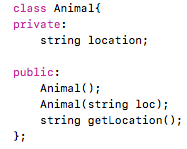 class Animal{
private:
    string location;

public:
    Animal();
    Animal(string loc);
    string getLocation();
};